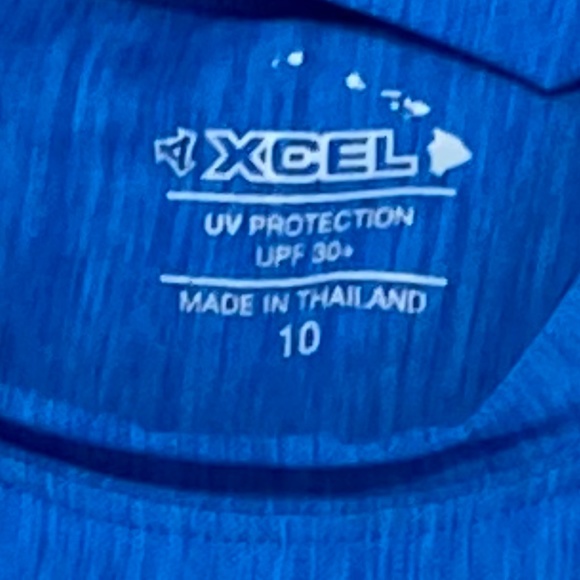 XCEL
UV PROTECTION
UPF 30+
MADE IN THAILAND
10